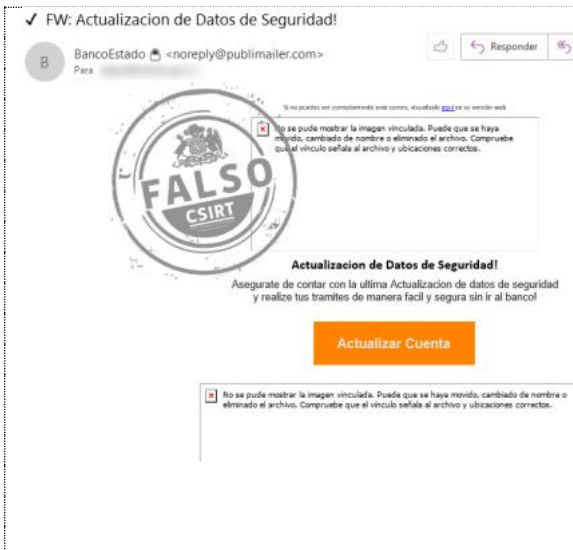 ✓ FW: Actualizacion de Datos de Seguridad!
B
BancoEstado <noreply@publimailer.com>
Para
Responder
Si no puedes ver correctamente este correo, visualizalo aquí en su versión web
No se pude mostrar la imagen vinculada. Puede que se haya
movido, cambiado de nombre o eliminado el archivo. Compruebe
que el vínculo señala al archivo y ubicaciones correctos.
FALSO
CSIRT
Actualizacion de Datos de Seguridad!
Asegurate de contar con la ultima Actualizacion de datos de seguridad
y realize tus tramites de manera facil y segura sin ir al banco!
Actualizar Cuenta
No se pude mostrar la imagen vinculada. Puede que se haya movido, cambiado de nombre o
eliminado el archivo. Compruebe que el vínculo señala al archivo y ubicaciones correctos.